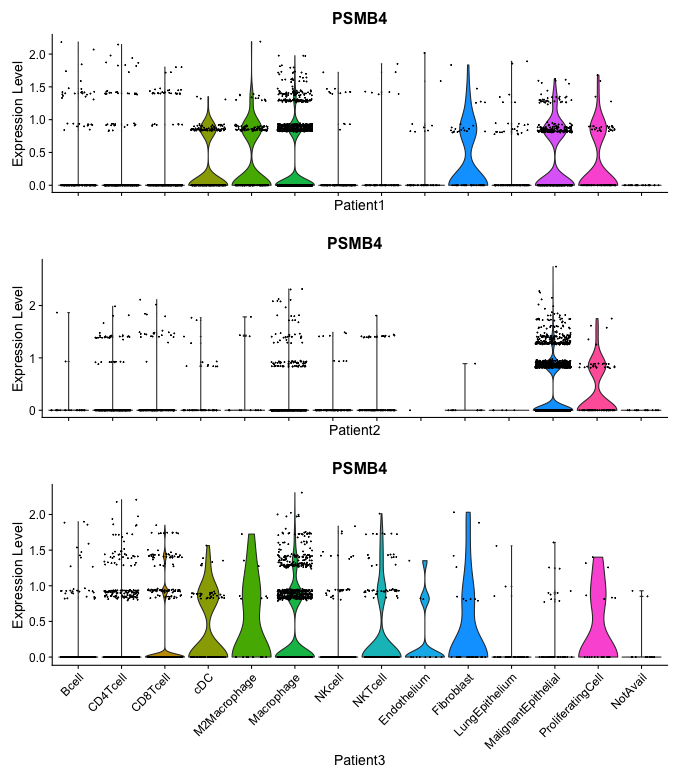 PSMB4
Expression Level
2.0
1.5
1.0
0.5
0.0
Patient1
PSMB4
Expression Level
2
1
0
Patient2
PSMB4
Expression Level
2.0
1.5
1.0
0.5
0.0
Bcell
CD4Tcell
CD8Tcell
cDC
M2Macrophage
Macrophage
NKcell
NKTcell
Endothelium
Fibroblast
LungEpithelium
MalignantEpithelial
ProliferatingCell
NotAvail
Patient3